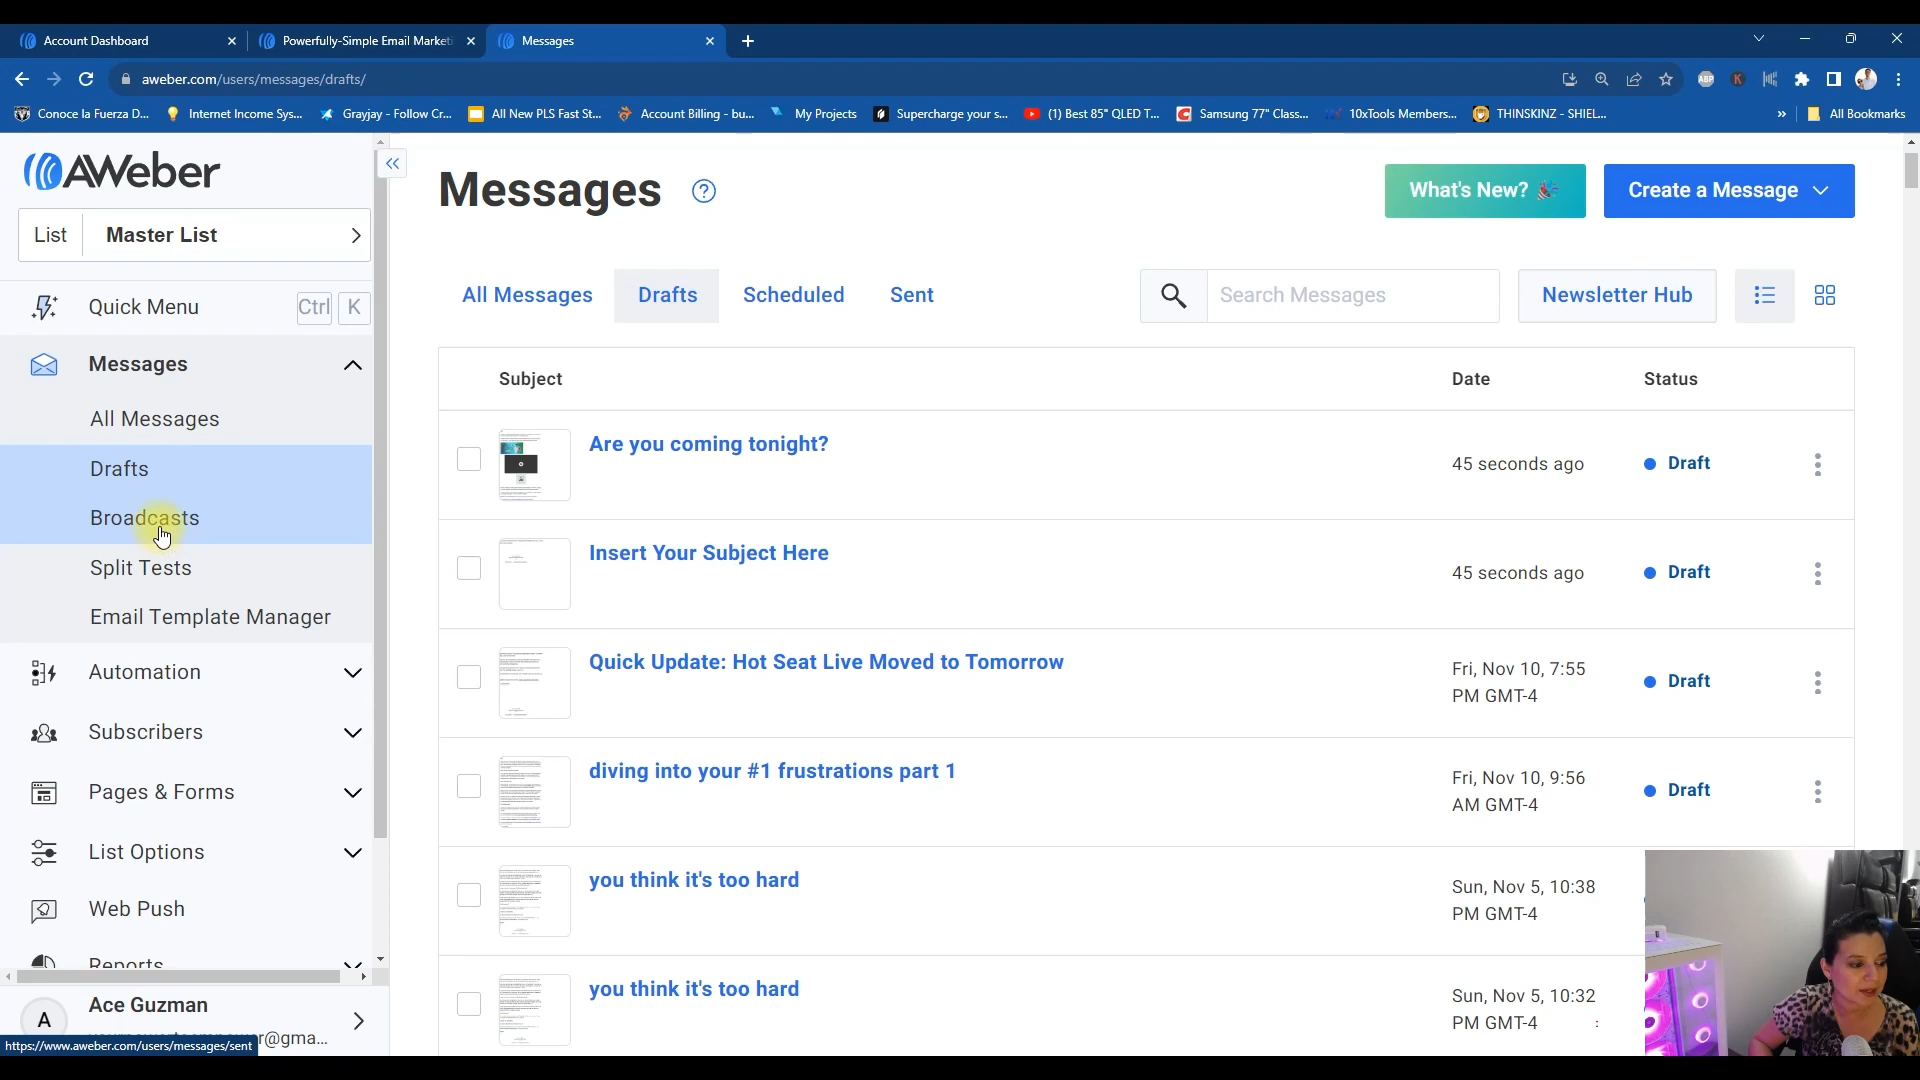 Account Dashboard
Powerfully-Simple Email Marketi
Messages
aweber.com/users/messages/drafts/
ABP
K
Conoce la Fuerza D...
Internet Income Sys...
Grayjay - Follow Cr...
All New PLS Fast St...
Account Billing - bu...
My Projects
Supercharge your s...
(1) Best 85" QLED T...
Samsung 77" Class...
10xTools Members...
THINSKINZ - SHIEL...
All Bookmarks
AWeber
List
Master List
Quick Menu
Ctrl
K
Messages
All Messages
Drafts
Broadcasts
Split Tests
Email Template Manager
Automation
Subscribers
Pages & Forms
List Options
Web Push
Reports
A
Ace Guzman
r@gma...
https://www.aweber.com/users/messages/sent
Messages
What's New?
Create a Message
All Messages
Drafts
Scheduled
Sent
Search Messages
Newsletter Hub
Subject
Date
Status
Are you coming tonight?
45 seconds ago
Draft
Insert Your Subject Here
45 seconds ago
Draft
Quick Update: Hot Seat Live Moved to Tomorrow
Fri, Nov 10, 7:55
PM GMT-4
Draft
diving into your #1 frustrations part 1
Fri, Nov 10, 9:56
AM GMT-4
Draft
you think it's too hard
Sun, Nov 5, 10:38
PM GMT-4
you think it's too hard
Sun, Nov 5, 10:32
PM GMT-4